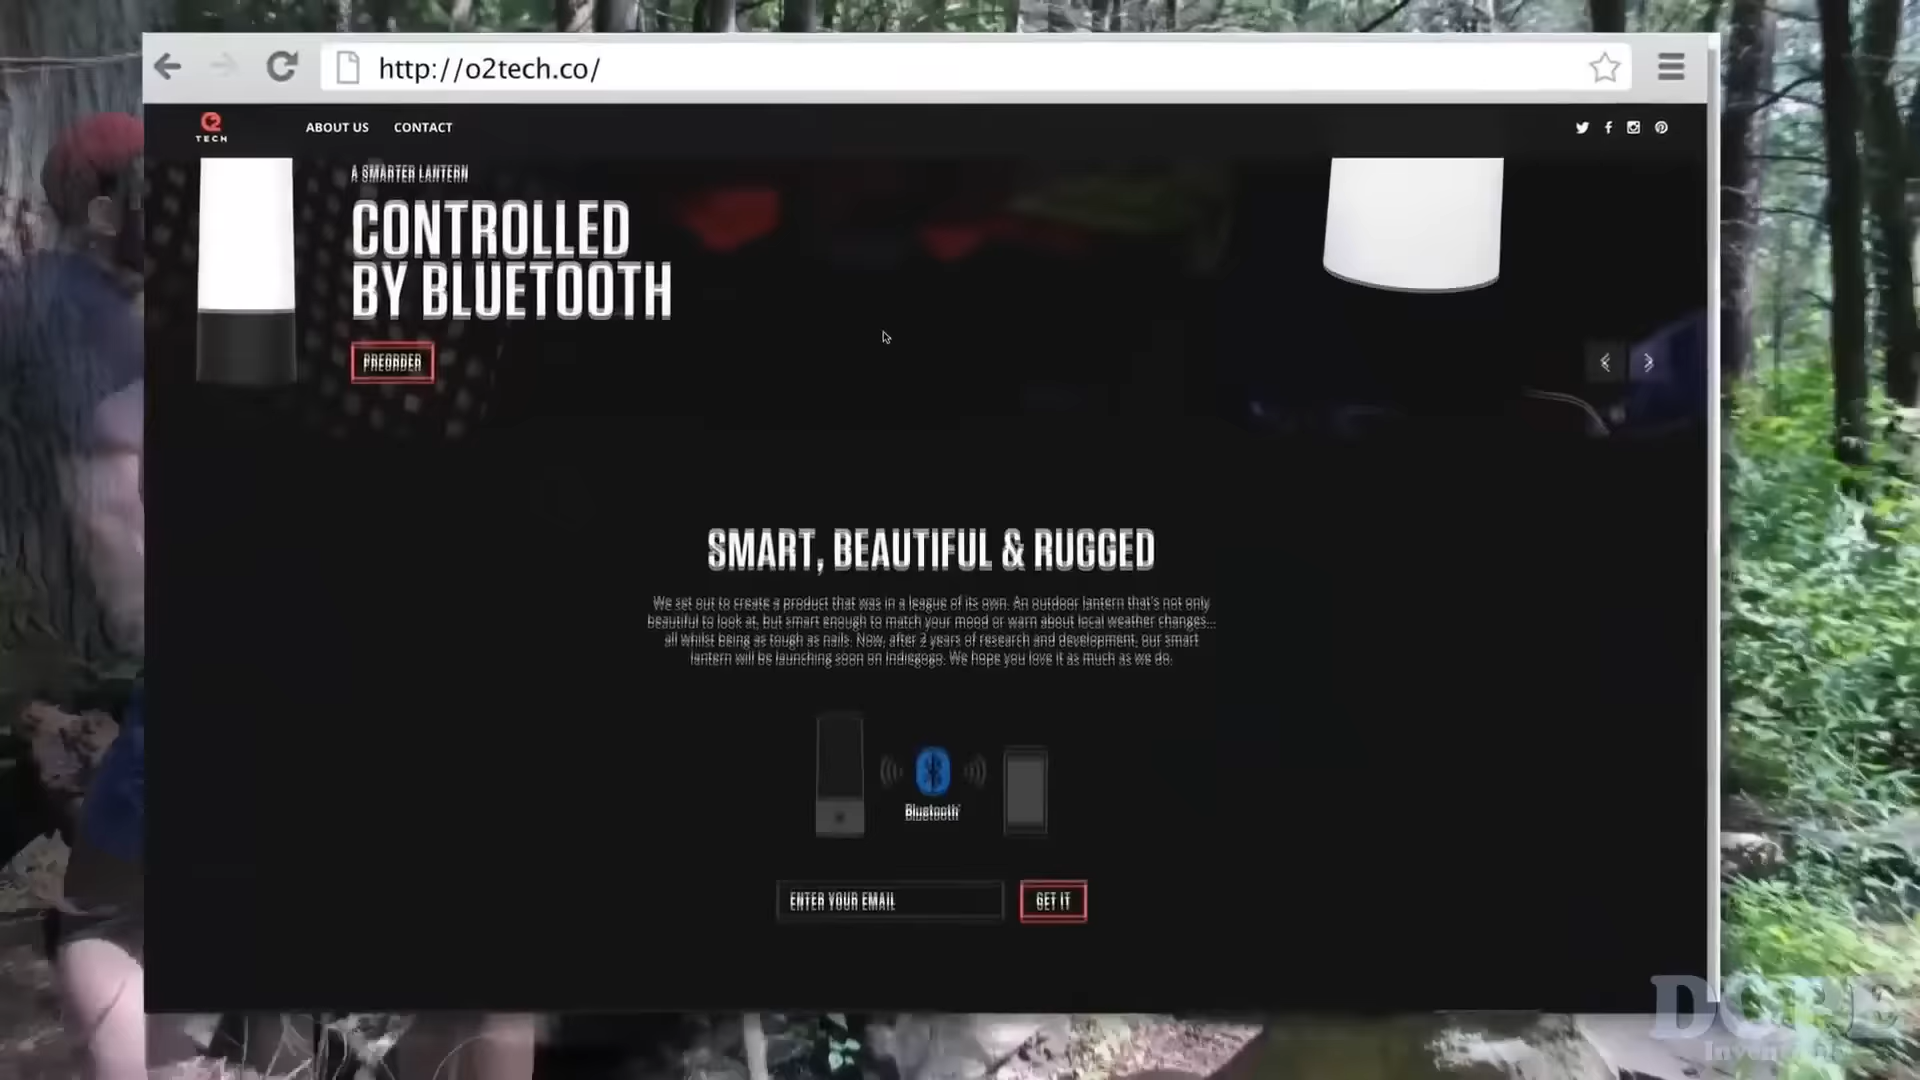 http://o2tech.co/
O2
TECH
ABOUT US
CONTACT
A SMARTER LANTERN
CONTROLLED
BY BLUETOOTH
PREORDER
SMART, BEAUTIFUL & RUGGED
We set out to create a product that was in a league of its own. An outdoor lantern that's not only
beautiful to look at, but smart enough to match your mood or warn about local weather changes...
all whilst being as tough as nails. Now, after 2 years of research and development, our smart
lantern will be launching soon on Indiegogo. We hope you love it as much as we do.
Bluetooth
ENTER YOUR EMAIL
GET IT
DOPE